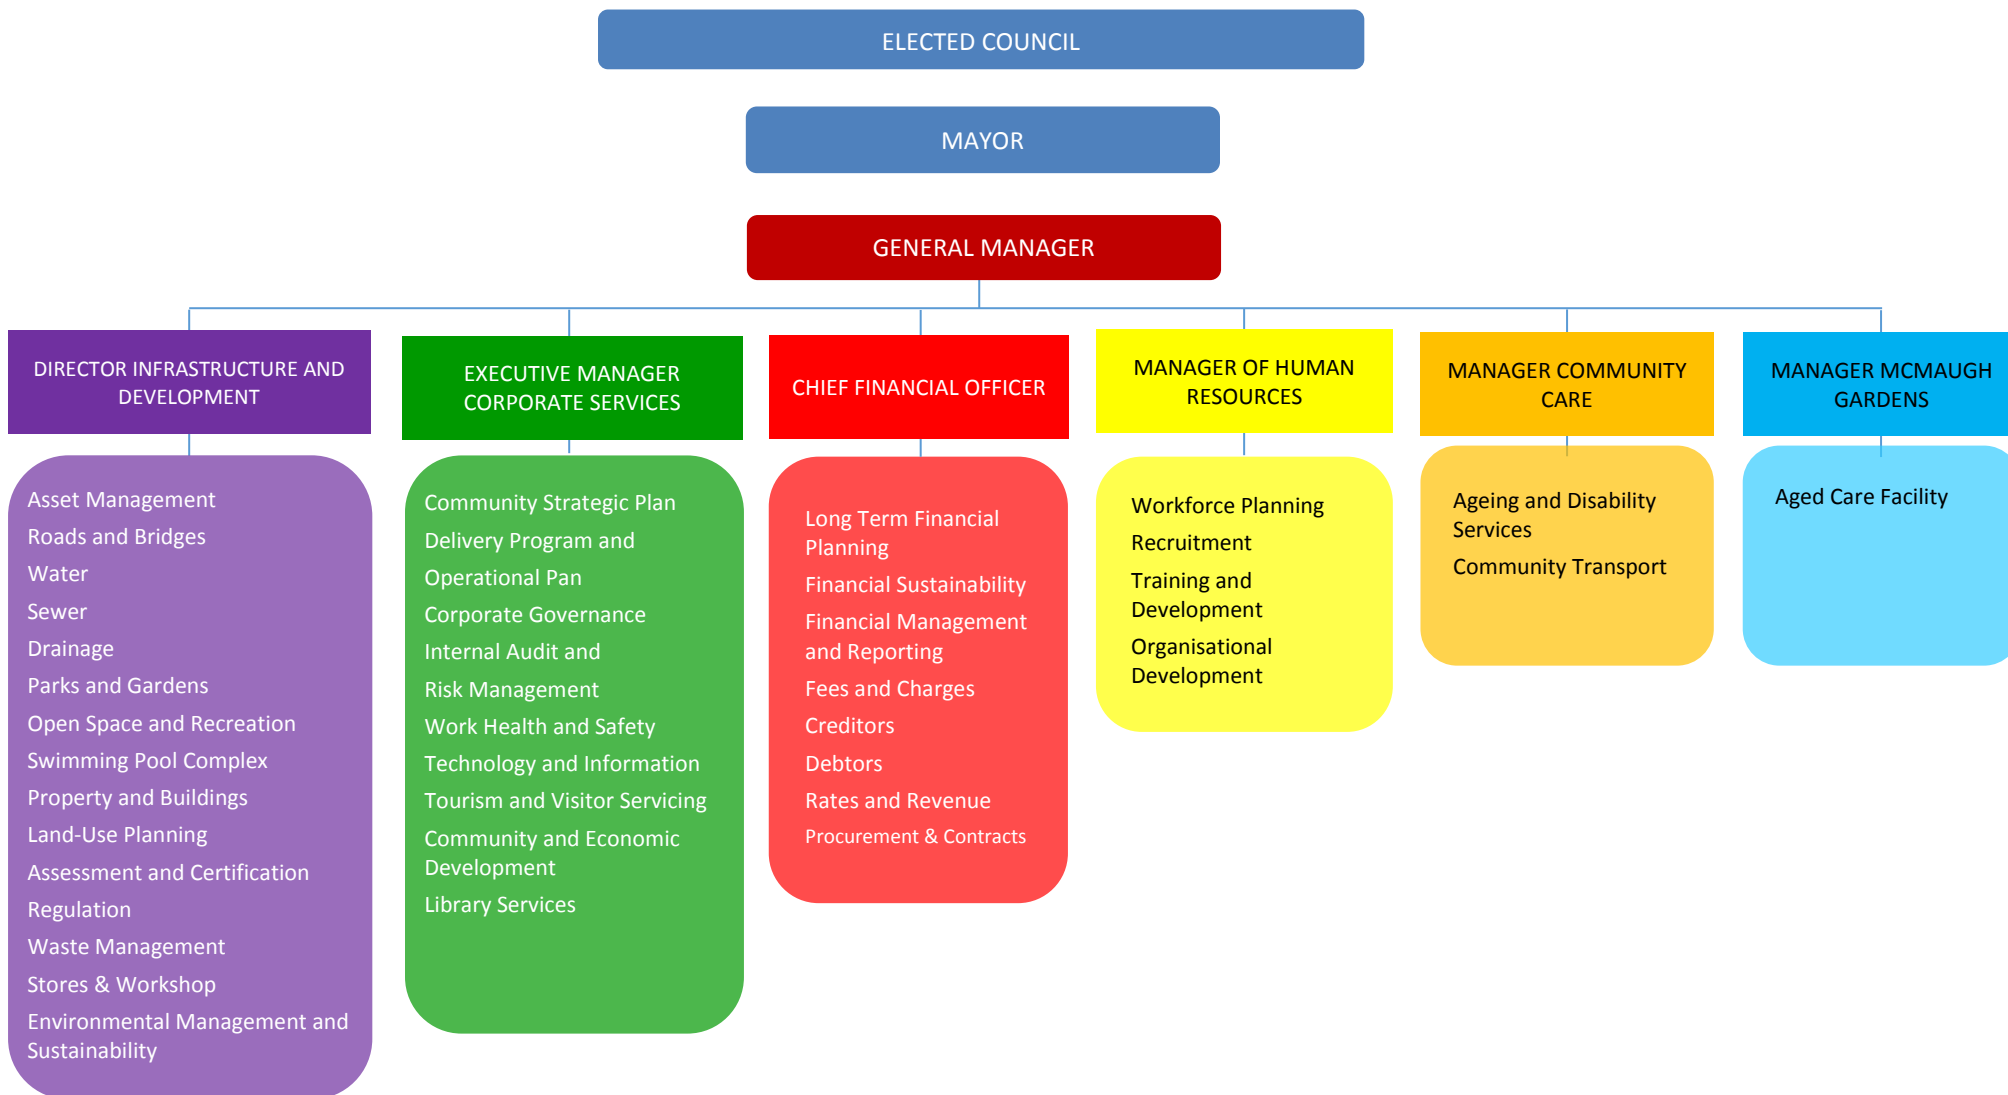 ELECTED COUNCIL
MAYOR
GENERAL MANAGER
DIRECTOR INFRASTRUCTURE AND
DEVELOPMENT
Asset Management
Roads and Bridges
Water
Sewer
Drainage
Parks and Gardens
Open Space and Recreation
Swimming Pool Complex
Property and Buildings
Land-Use Planning
Assessment and Certification
Regulation
Waste Management
Stores & Workshop
Environmental Management and
Sustainability
EXECUTIVE MANAGER
CORPORATE SERVICES
Community Strategic Plan
Delivery Program and
Operational Pan
Corporate Governance
Internal Audit and
Risk Management
Work Health and Safety
Technology and Information
Tourism and Visitor Servicing
Community and Economic
Development
Library Services
CHIEF FINANCIAL OFFICER
Long Term Financial
Planning
Financial Sustainability
Financial Management
and Reporting
Fees and Charges
Creditors
Debtors
Rates and Revenue
Procurement & Contracts
MANAGER OF HUMAN
RESOURCES
Workforce Planning
Recruitment
Training and
Development
Organisational
Development
MANAGER COMMUNITY
CARE
Ageing and Disability
Services
Community Transport
MANAGER MCMAUGH
GARDENS
Aged Care Facility